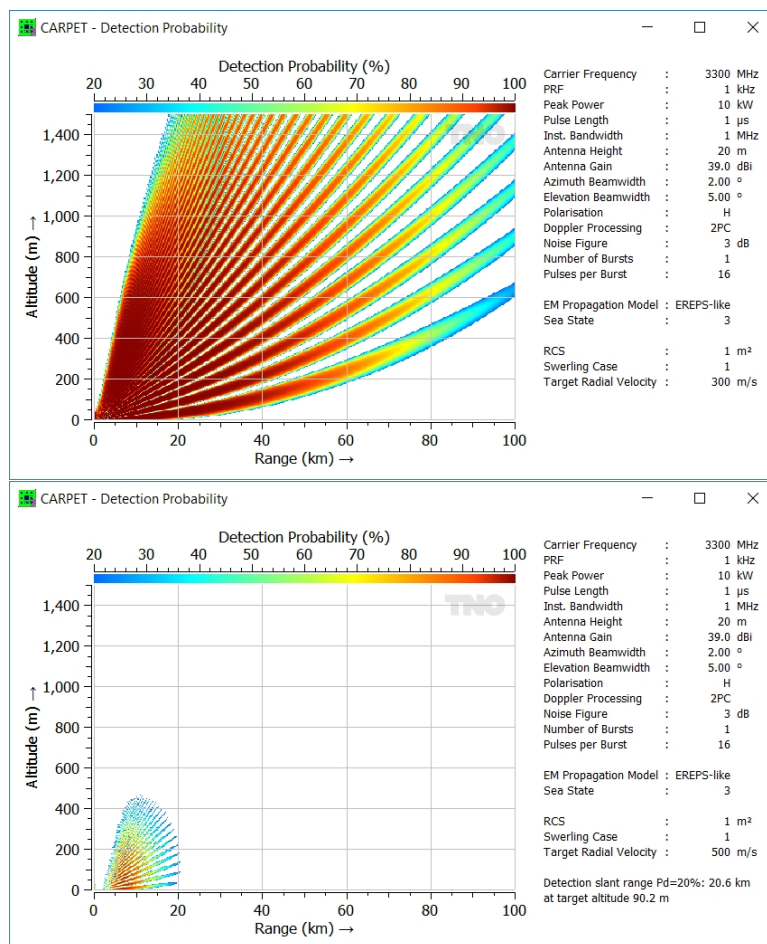 CARPET - Detection Probability
Detection Probability (%)
20 30 40 50 60 70 80 90 100
TNO
1,400
1,200
1,000
800
600
400
200
0
Altitude (m) →
0 20 40 60 80 100
Range (km) →
Carrier Frequency : 3300 MHz
PRF : 1 kHz
Peak Power : 10 kW
Pulse Length : 1 µs
Inst. Bandwidth : 1 MHz
Antenna Height : 20 m
Antenna Gain : 39.0 dBi
Azimuth Beamwidth : 2.00 º
Elevation Beamwidth : 5.00 º
Polarisation : H
Doppler Processing : 2PC
Noise Figure : 3 dB
Number of Bursts : 1
Pulses per Burst : 16
EM Propagation Model : EREPS-like
Sea State : 3
RCS : 1 m²
Swerling Case : 1
Target Radial Velocity : 300 m/s
CARPET - Detection Probability
Detection Probability (%)
20 30 40 50 60 70 80 90 100
TNO
1,400
1,200
1,000
800
600
400
200
0
Altitude (m) →
0 20 40 60 80 100
Range (km) →
Carrier Frequency : 3300 MHz
PRF : 1 kHz
Peak Power : 10 kW
Pulse Length : 1 µs
Inst. Bandwidth : 1 MHz
Antenna Height : 20 m
Antenna Gain : 39.0 dBi
Azimuth Beamwidth : 2.00 º
Elevation Beamwidth : 5.00 º
Polarisation : H
Doppler Processing : 2PC
Noise Figure : 3 dB
Number of Bursts : 1
Pulses per Burst : 16
EM Propagation Model : EREPS-like
Sea State : 3
RCS : 1 m²
Swerling Case : 1
Target Radial Velocity : 500 m/s
Detection slant range Pd=20%: 20.6 km
at target altitude 90.2 m